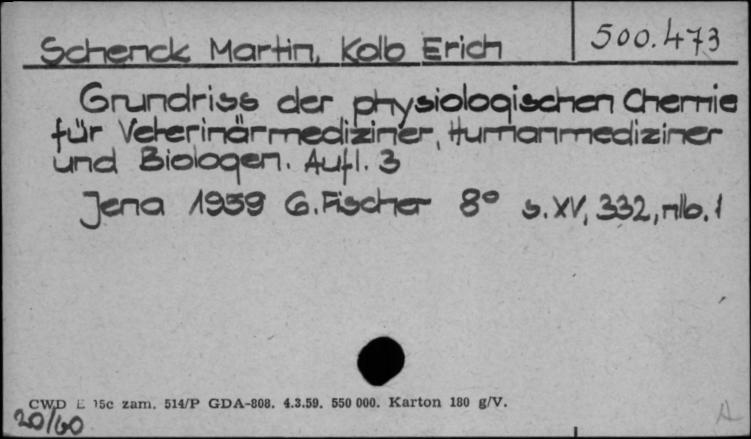 Schenck Martin, Kolb Erich
500.473
Grundriss der physiologischen Chemie
für Veterinärmediziner, Humanmediziner
und Biologen. Aufl. 3
Jena 1959 G. Fischer 8° s. XV, 332, nlb. 1
CWD E 15c zam. 514/P GDA-808. 4.3.59. 550 000. Karton 180 g/V.
20/60